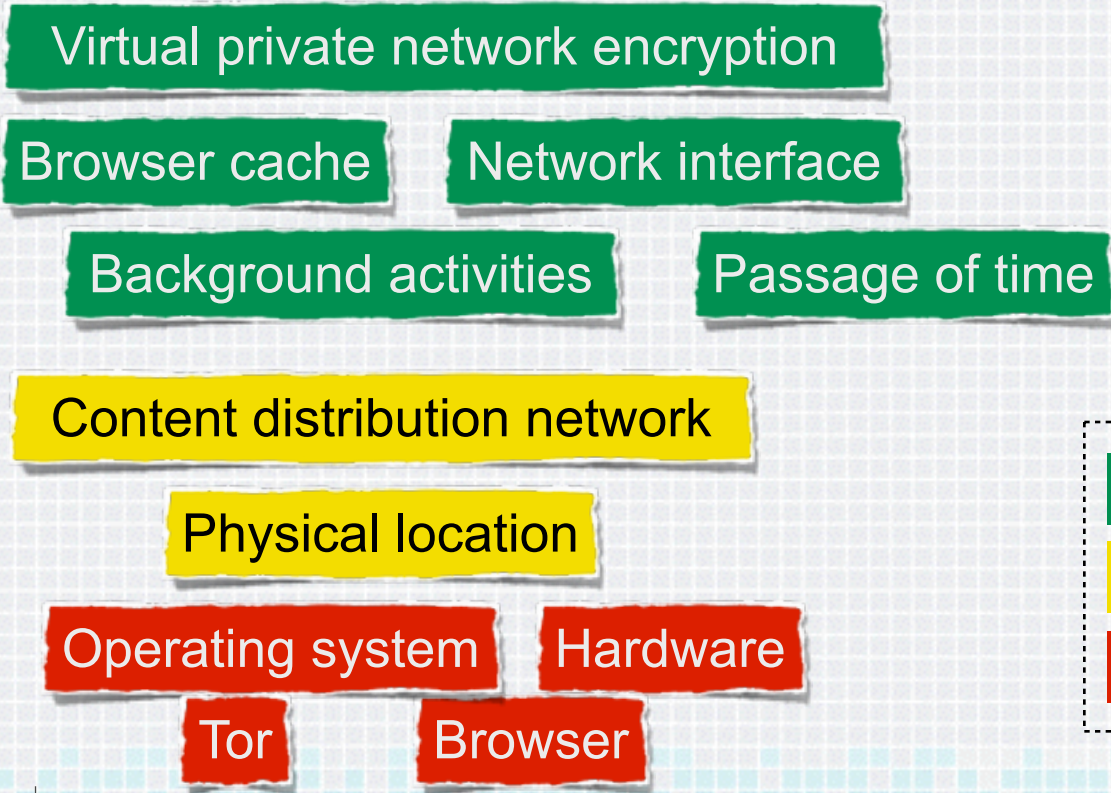 Virtual private network encryption
Browser cache Network interface
Background activities Passage of time
Content distribution network
Physical location
Operating system Hardware
Tor Browser